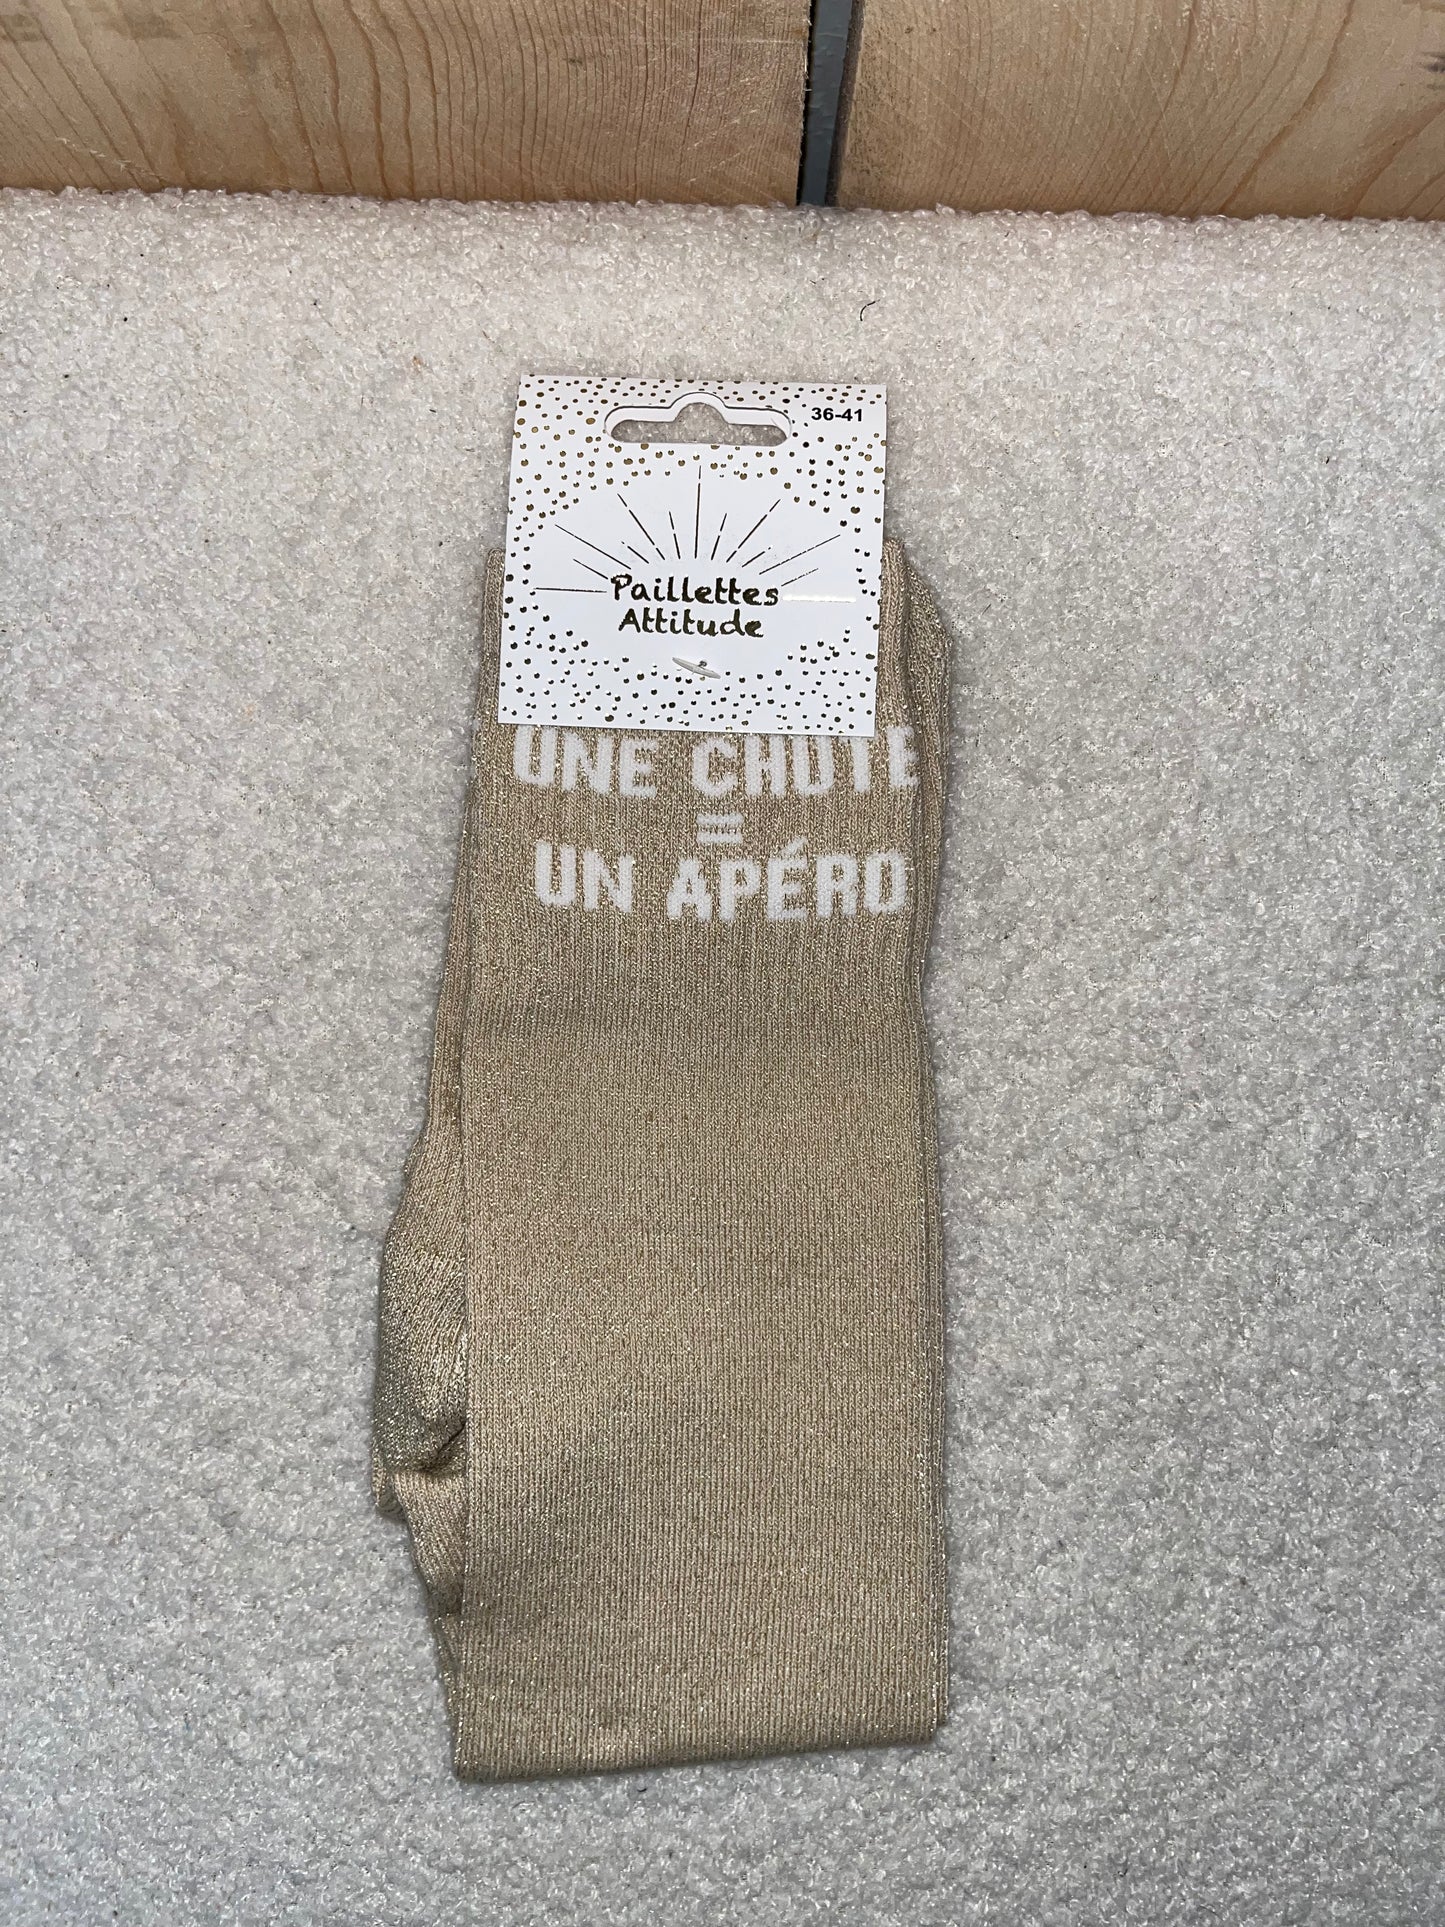 36-41
Paillettes
Attitude
UNE CHUTE
=
UN APÉRO